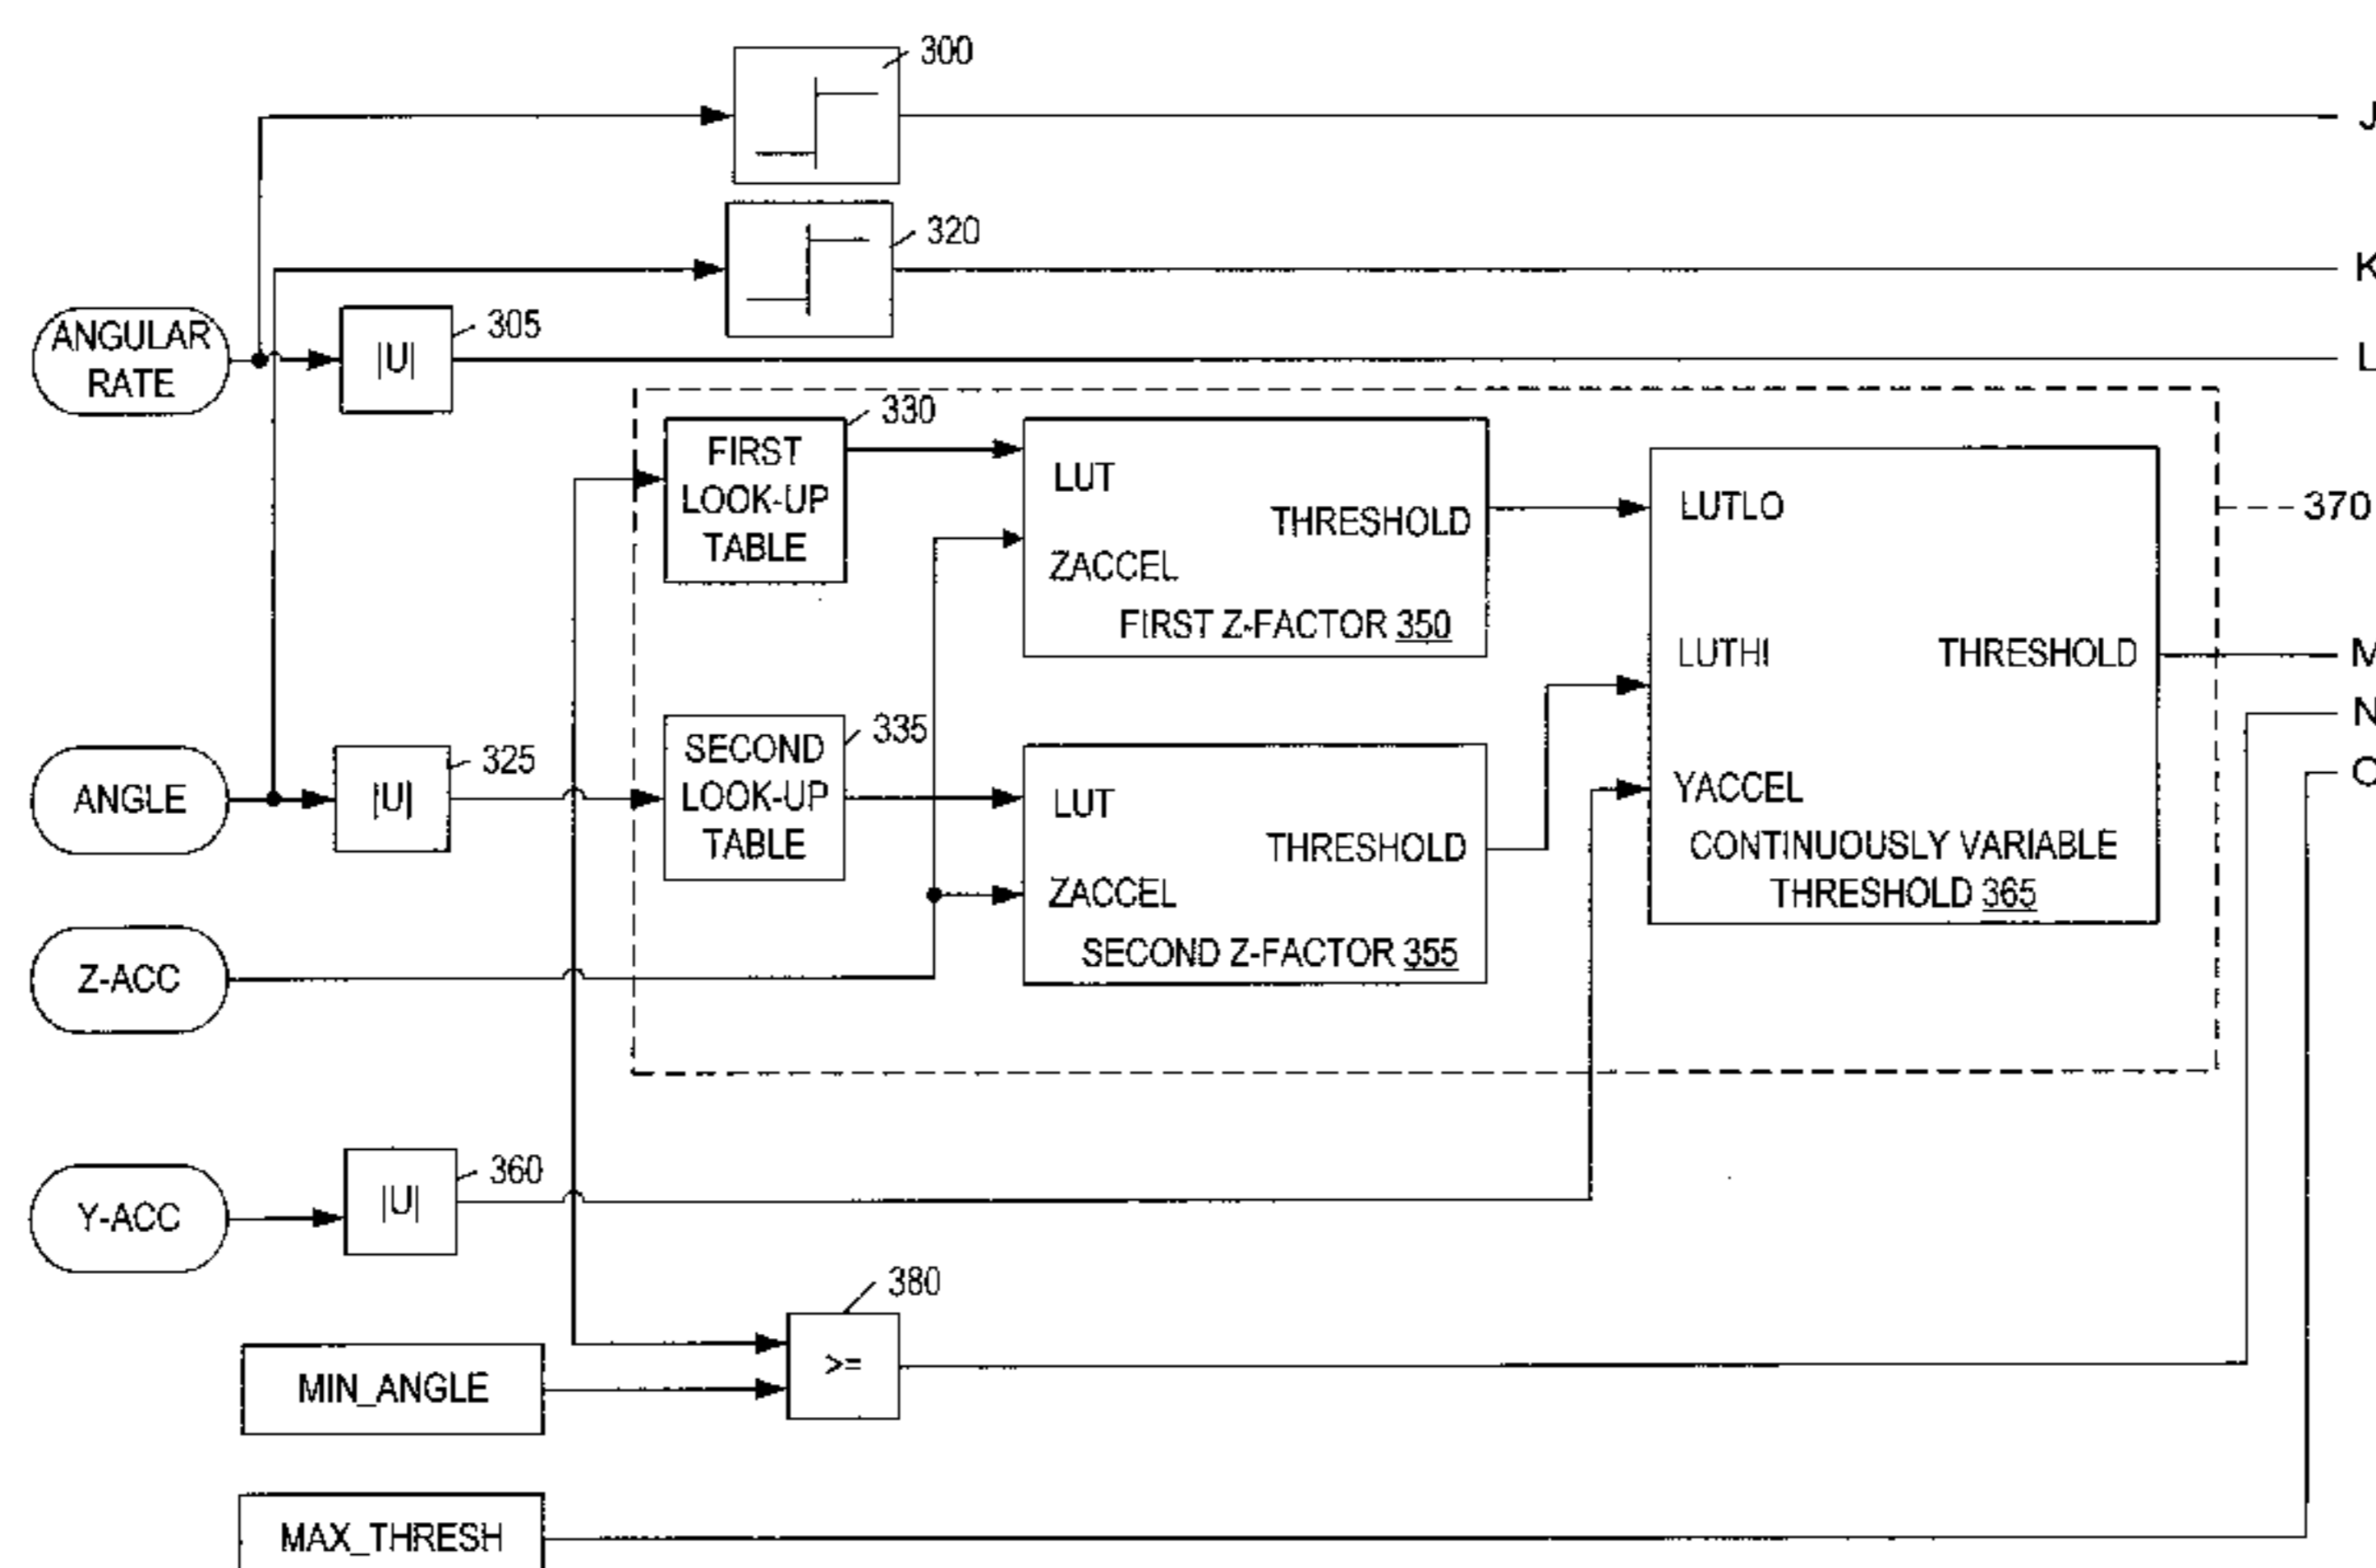 300
J
320
K
ANGULAR
RATE
305
|U|
L
330
FIRST
LOOK-UP
TABLE
LUT
THRESHOLD
ZACCEL
FIRST Z-FACTOR 350
LUTLO
370
LUTHI
THRESHOLD
M
N
YACCEL
CONTINUOUSLY VARIABLE
THRESHOLD 365
ANGLE
325
|U|
335
SECOND
LOOK-UP
TABLE
LUT
THRESHOLD
ZACCEL
SECOND Z-FACTOR 355
Z-ACC
Y-ACC
360
|U|
380
>=
MIN_ANGLE
MAX_THRESH